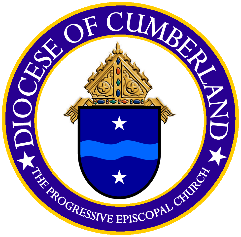 DIOCESE OF CUMBERLAND
THE PROGRESSIVE EPISCOPAL CHURCH